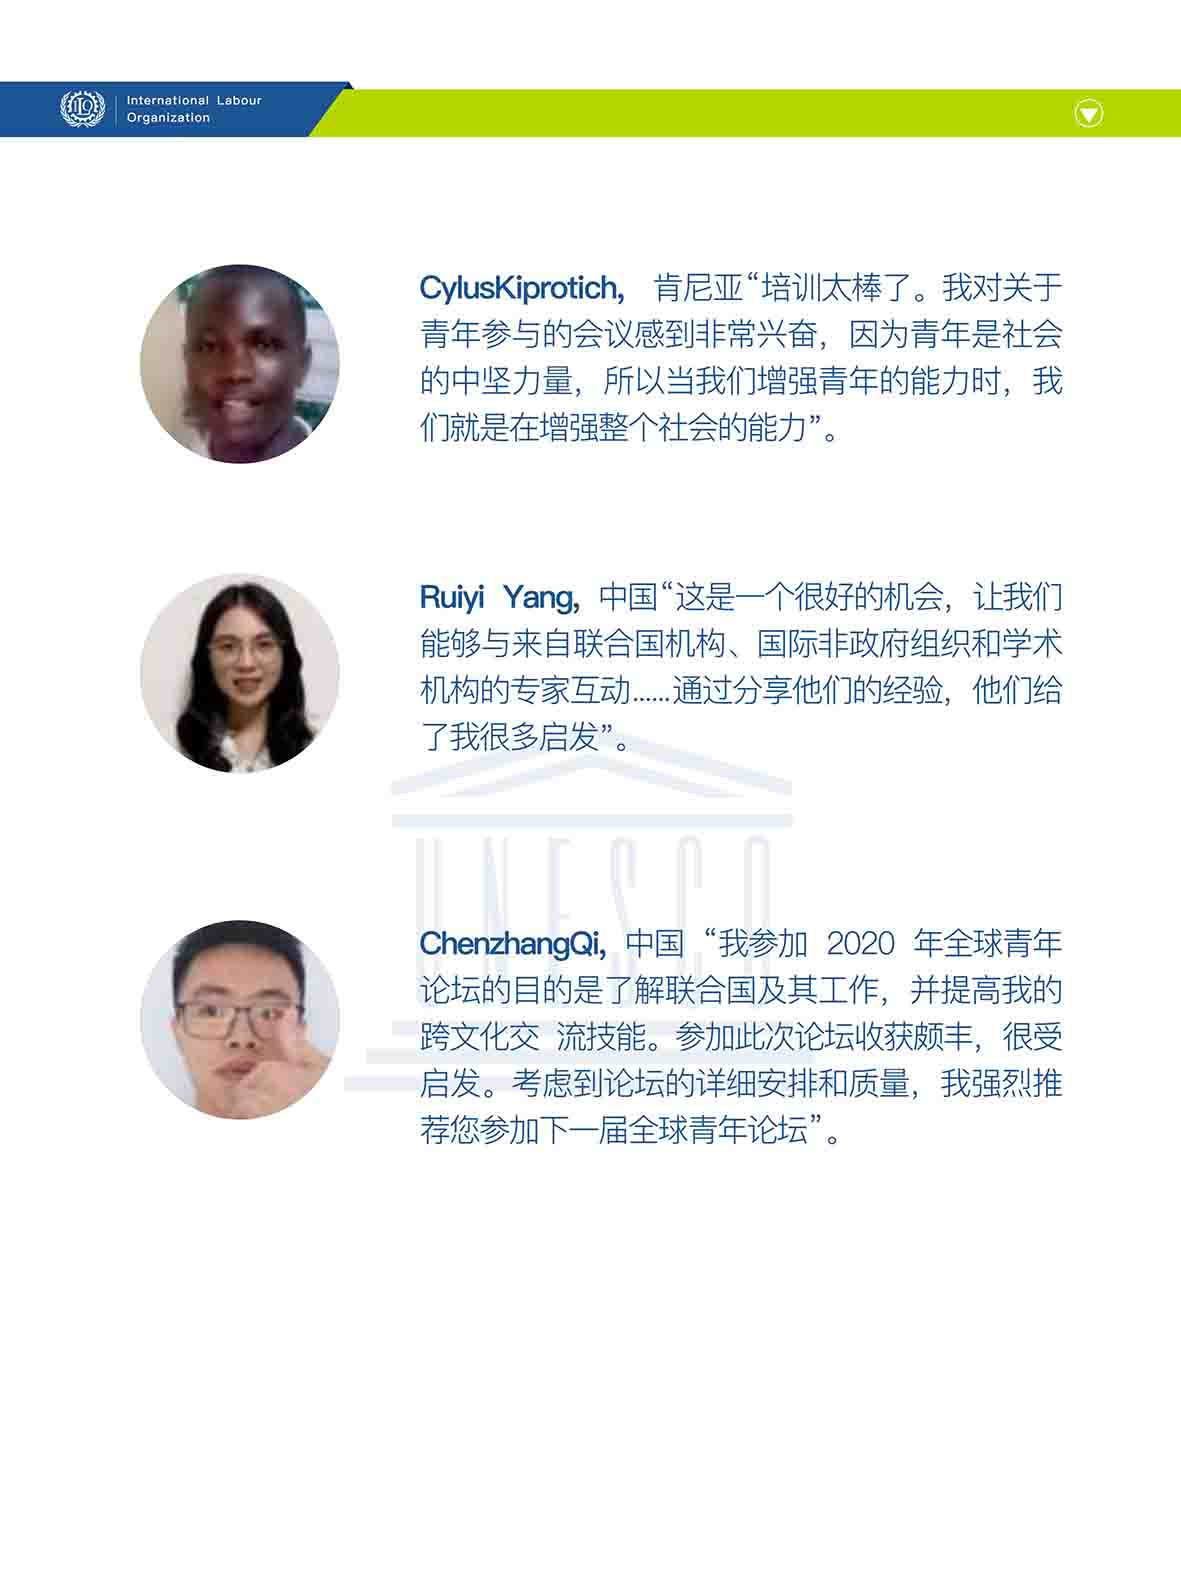 International Labour
Organization
CylusKiprotich, 肯尼亚“培训太棒了。我对关于
青年参与的会议感到非常兴奋，因为青年是社会
的中坚力量，所以当我们增强青年的能力时，我
们就是在增强整个社会的能力”。
Ruiyi Yang, 中国“这是一个很好的机会，让我们
能够与来自联合国机构、国际非政府组织和学术
机构的专家互动......通过分享他们的经验，他们给
了我很多启发”。
UNESCO
ChenzhangQi, 中国 “我参加 2020 年全球青年
论坛的目的是了解联合国及其工作，并提高我的
跨文化交 流技能。参加此次论坛收获颇丰，很受
启发。考虑到论坛的详细安排和质量，我强烈推
荐您参加下一届全球青年论坛”。